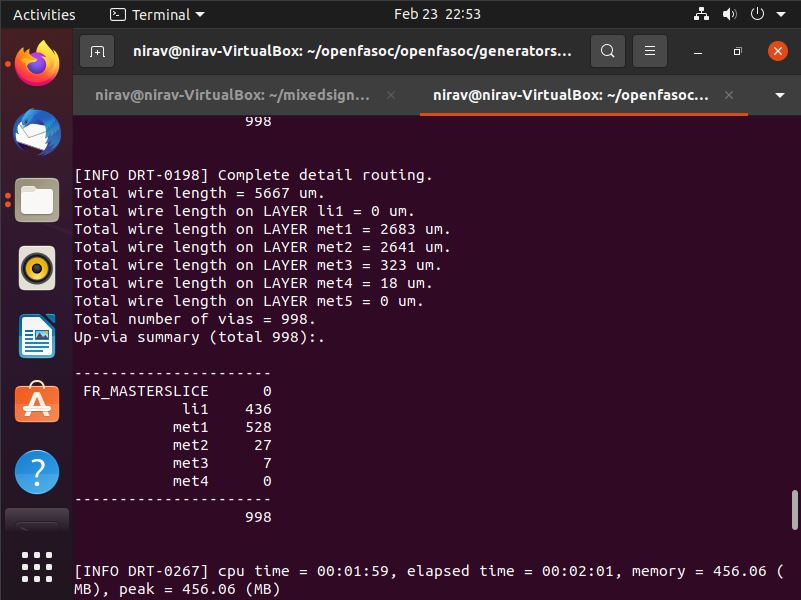 Activities Terminal Feb 23 22:53
nirav@nirav-VirtualBox: ~/openfasoc/openfasoc/generators...
nirav@nirav-VirtualBox: ~/mixedsign... nirav@nirav-VirtualBox: ~/openfasoc...
998
[INFO DRT-0198] Complete detail routing.
Total wire length = 5667 um.
Total wire length on LAYER li1 = 0 um.
Total wire length on LAYER met1 = 2683 um.
Total wire length on LAYER met2 = 2641 um.
Total wire length on LAYER met3 = 323 um.
Total wire length on LAYER met4 = 18 um.
Total wire length on LAYER met5 = 0 um.
Total number of vias = 998.
Up-via summary (total 998):.
----------------------
FR_MASTERSLICE 0
li1 436
met1 528
met2 27
met3 7
met4 0
----------------------
998
[INFO DRT-0267] cpu time = 00:01:59, elapsed time = 00:02:01, memory = 456.06 (
MB), peak = 456.06 (MB)